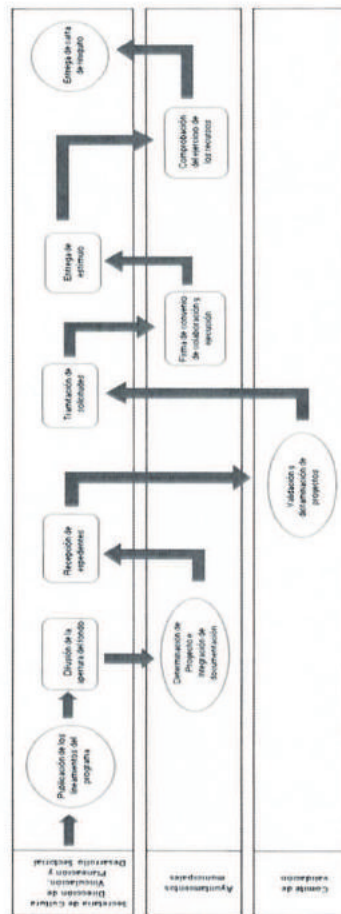 Secretaría de Cultura
Dirección de
Vinculación,
Planeación y
Desarrollo Sectorial
Publicación de los
lineamientos del
programa
Difusión de la
apertura del fondo
Recepción de
expedientes
Tramitación de
solicitudes
Entrega de
estímulo
Entrega de carta
de finiquito
Ayuntamientos
municipales
Determinación de
Proyecto e
integración de
documentación
Firma de convenio
de colaboración y
ejecución
Comprobación
del ejercicio de
los recursos
Comité de
validación
Validación y
dictaminación de
proyectos